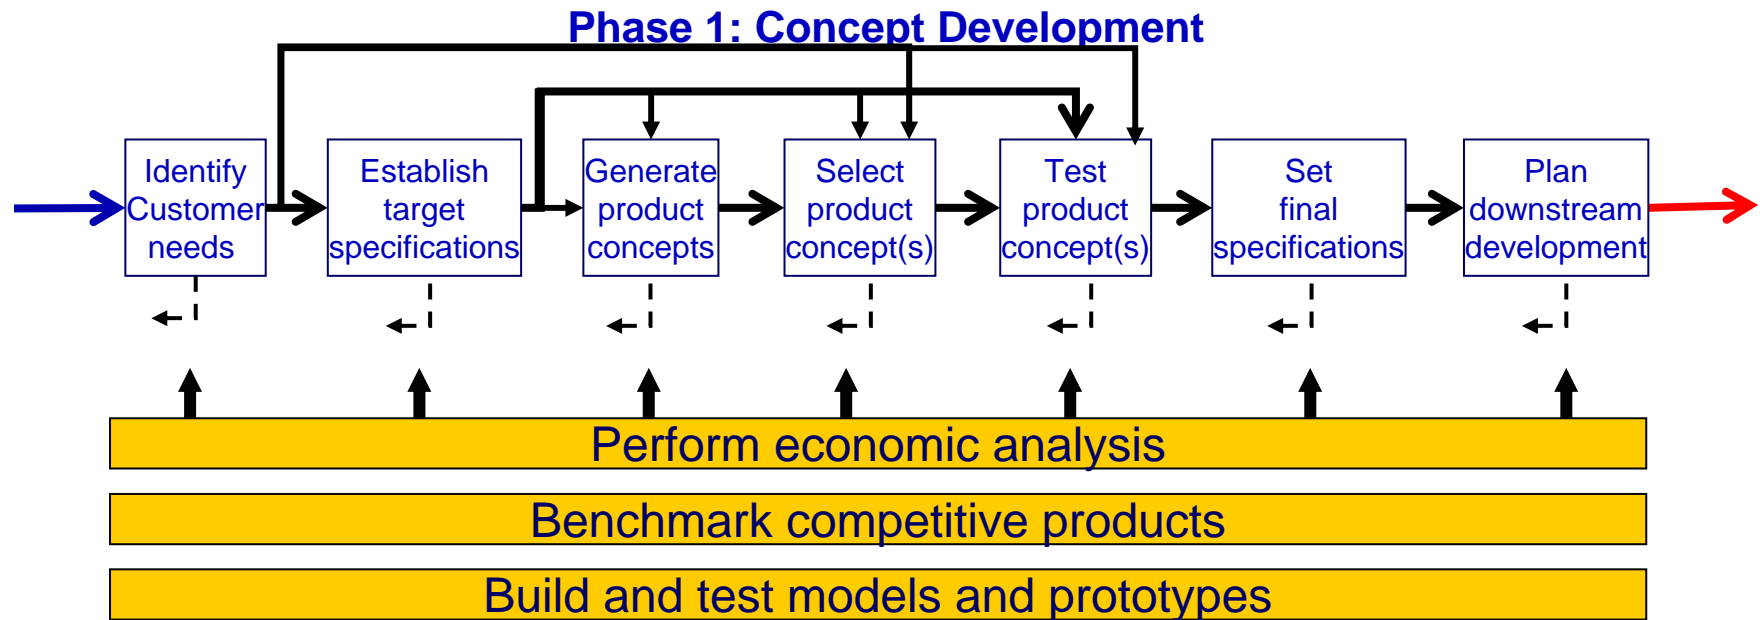 Phase 1: Concept Development
Identify
Customer
needs
Establish
target
specifications
Generate
product
concepts
Select
product
concept(s)
Test
product
concept(s)
Set
final
specifications
Plan
downstream
development
Perform economic analysis
Benchmark competitive products
Build and test models and prototypes